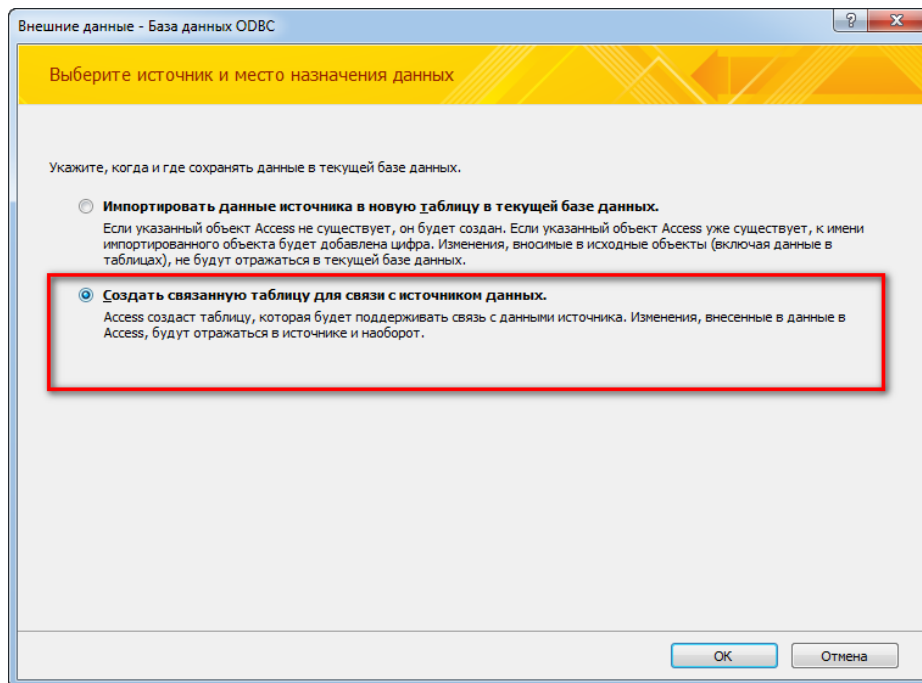 Внешние данные - База данных ODBC
Выберите источник и место назначения данных
Укажите, когда и где сохранять данные в текущей базе данных.
Импортировать данные источника в новую таблицу в текущей базе данных.
Если указанный объект Access не существует, он будет создан. Если указанный объект Access уже существует, к имени
импортированного объекта будет добавлена цифра. Изменения, вносимые в исходные объекты (включая данные в
таблицах), не будут отражаться в текущей базе данных.
Создать связанную таблицу для связи с источником данных.
Access создаст таблицу, которая будет поддерживать связь с данными источника. Изменения, внесенные в данные в
Access, будут отражаться в источнике и наоборот.
ОК
Отмена